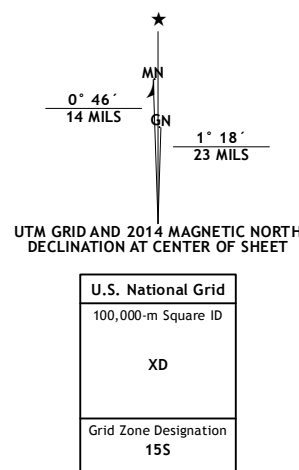 ★
MN
0° 46´
14 MILS
GN
1° 18´
23 MILS
UTM GRID AND 2014 MAGNETIC NORTH
DECLINATION AT CENTER OF SHEET
U.S. National Grid
100,000-m Square ID
XD
Grid Zone Designation
15S